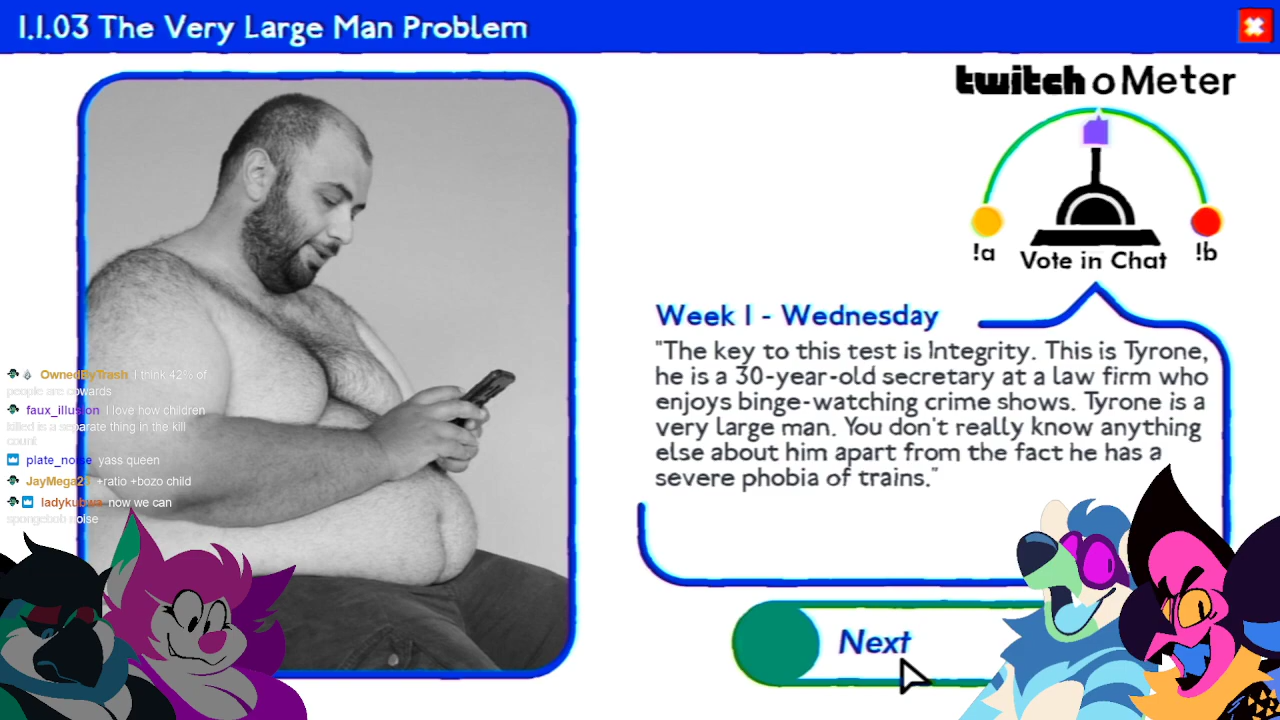 1.1.03 The Very Large Man Problem
twitch o Meter
!a
Vote in Chat
!b
Week 1 - Wednesday
"The key to this test is Integrity. This is Tyrone,
he is a 30-year-old secretary at a law firm who
enjoys binge-watching crime shows. Tyrone is a
very large man. You don't really know anything
else about him apart from the fact he has a
severe phobia of trains."
Next
OwnedByTrash I think 42% of
people are cowards
faux_illusion I love how children
killed is a separate thing in the kill
count
plate_noise yass queen
JayMega23 +ratio +bozo child
ladykubwa now we can
spongebob noise